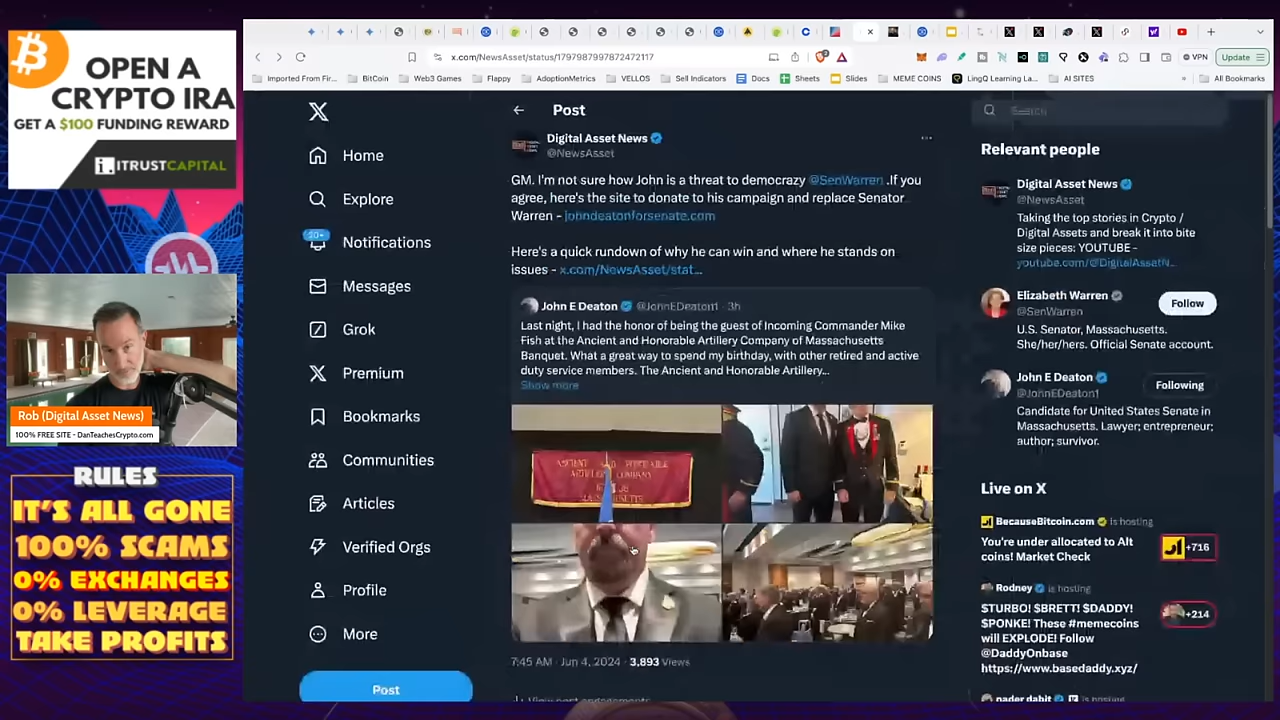 OPEN A
CRYPTO IRA
GET A $100 FUNDING REWARD
i. iTRUSTCAPITAL
Rob (Digital Asset News)
100% FREE SITE - DanTeachesCrypto.com
RULES
IT'S ALL GONE
100% SCAMS
0% EXCHANGES
0% LEVERAGE
TAKE PROFITS
x.com/NewsAsset/status/1797987997872472117
VPN
Update
Imported From Fir...
BitCoin
Web3 Games
Flappy
AdoptionMetrics
VELLOS
Sell Indicators
Docs
Sheets
Slides
MEME COINS
LingQ Learning La...
AI SITES
All Bookmarks
Home
Explore
20+
Notifications
Messages
Grok
Premium
Bookmarks
Communities
Articles
Verified Orgs
Profile
More
Post
Post
Digital Asset News
@NewsAsset
GM. I'm not sure how John is a threat to democracy @SenWarren .If you
agree, here's the site to donate to his campaign and replace Senator
Warren - johndeatonforsenate.com
Here's a quick rundown of why he can win and where he stands on
issues - x.com/NewsAsset/stat...
John E Deaton @JohnEDeaton1 · 3h
Last night, I had the honor of being the guest of Incoming Commander Mike
Fish at the Ancient and Honorable Artillery Company of Massachusetts
Banquet. What a great way to spend my birthday, with other retired and active
duty service members. The Ancient and Honorable Artillery...
Show more
7:45 AM · Jun 4, 2024 · 3,893 Views
View post engagements
Search
Relevant people
Digital Asset News
@NewsAsset
Taking the top stories in Crypto /
Digital Assets and break it into bite
size pieces: YOUTUBE -
youtube.com/@DigitalAssetN...
Elizabeth Warren
@SenWarren
Follow
U.S. Senator, Massachusetts.
She/her/hers. Official Senate account.
John E Deaton
@JohnEDeaton1
Following
Candidate for United States Senate in
Massachusetts. Lawyer; entrepreneur;
author; survivor.
Live on X
BecauseBitcoin.com is hosting
You're under allocated to Alt
coins! Market Check
+716
Rodney is hosting
$TURBO! $BRETT! $DADDY!
$PONKE! These #memecoins
will EXPLODE! Follow
@DaddyOnbase
https://www.basedaddy.xyz/
+214
nader dabit is hosting